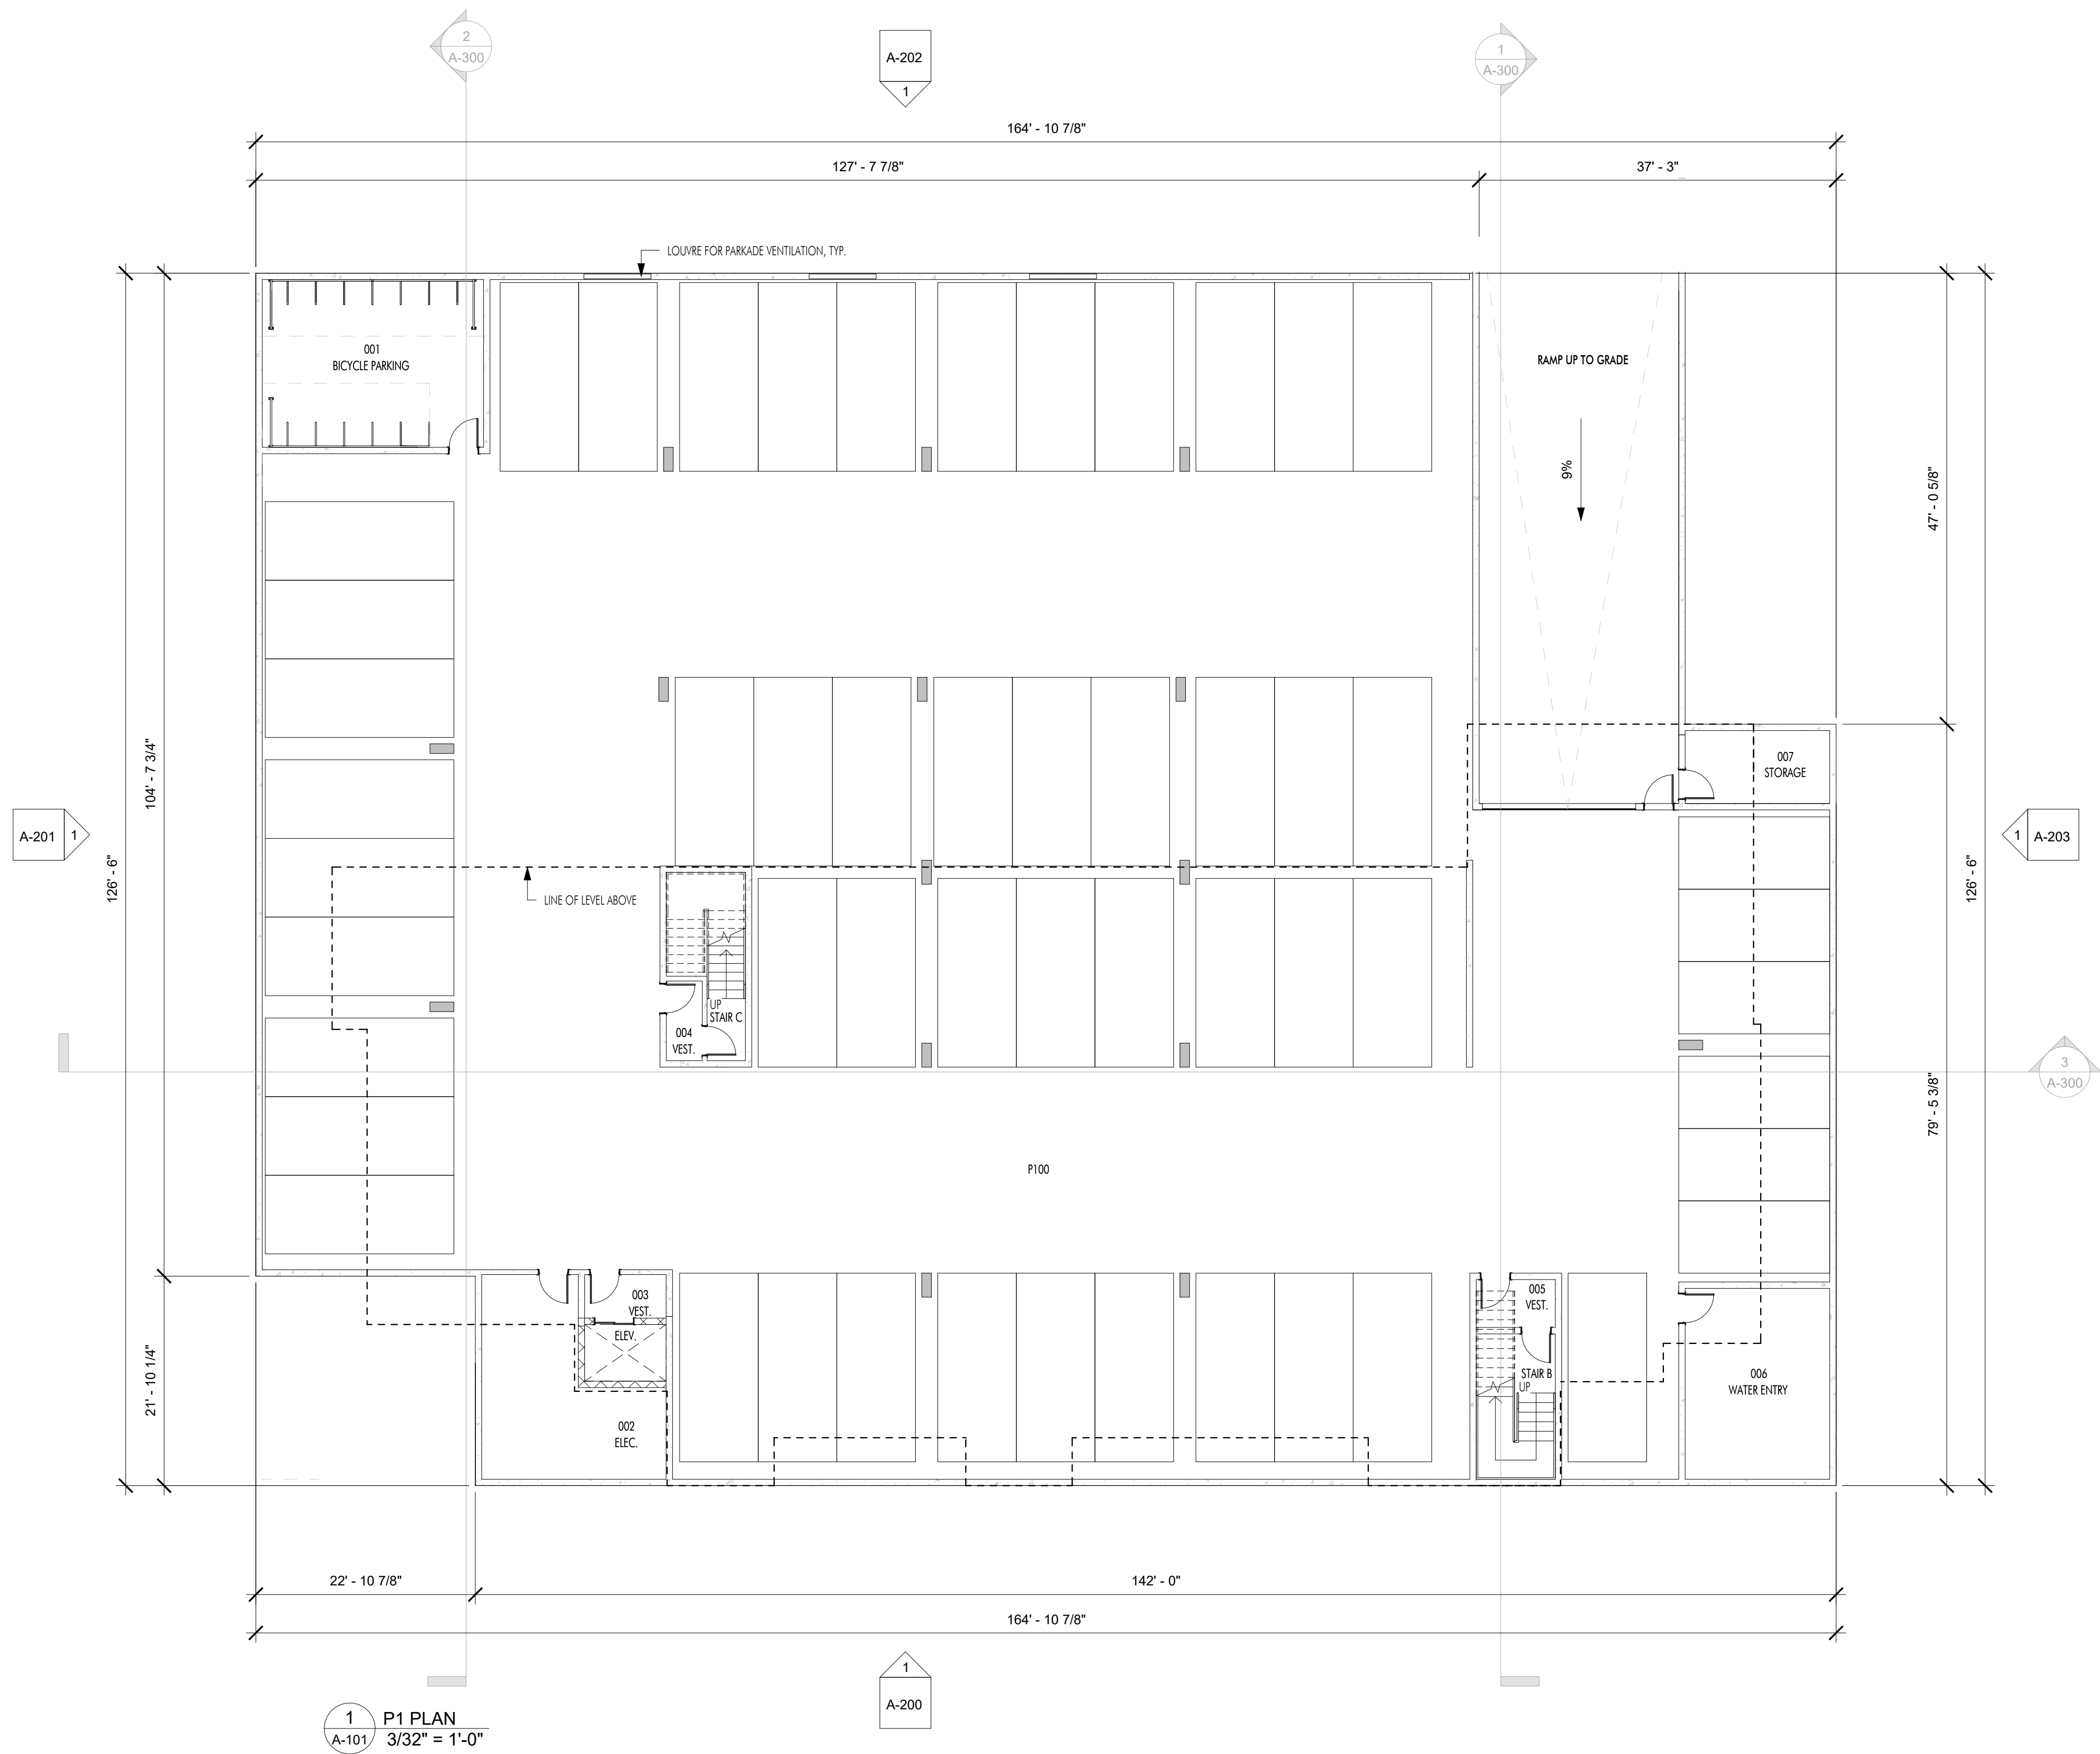 2
A-300
A-202
1
1
A-300
164' - 10 7/8"
127' - 7 7/8"
37' - 3"
LOUVRE FOR PARKADE VENTILATION, TYP.
001
BICYCLE PARKING
RAMP UP TO GRADE
9%
47' - 0 5/8"
104' - 7 3/4"
126' - 6"
007
STORAGE
A-201
1
1
A-203
126' - 6"
LINE OF LEVEL ABOVE
UP
STAIR C
004
VEST.
3
A-300
79' - 5 3/8"
P100
003
VEST.
ELEV.
005
VEST.
STAIR B
UP
006
WATER ENTRY
21' - 10 1/4"
002
ELEC.
22' - 10 7/8"
142' - 0"
164' - 10 7/8"
1
A-200
1
A-101
P1 PLAN
3/32" = 1'-0"